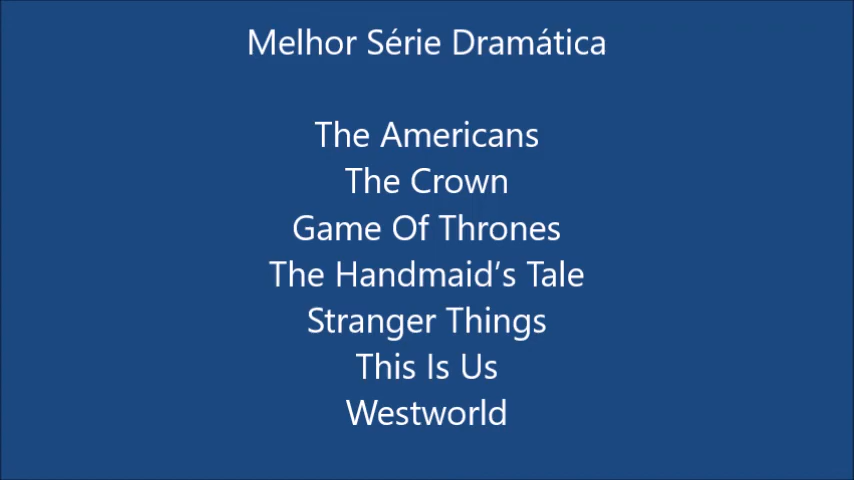 Melhor Série Dramática
The Americans
The Crown
Game Of Thrones
The Handmaid's Tale
Stranger Things
This Is Us
Westworld